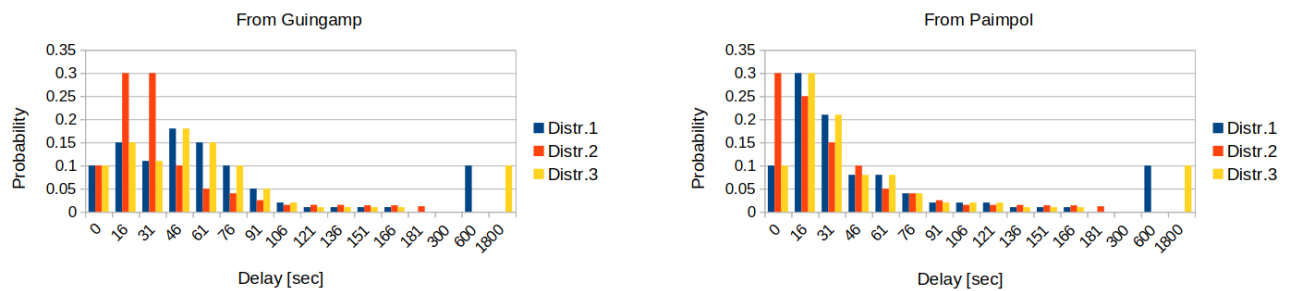 From Guingamp
0.35
0.3
0.25
0.2
0.15
0.1
0.05
0
Probability
0 16 31 46 61 76 91 106 121 136 151 166 181 300 600 1800
Delay [sec]
Distr.1
Distr.2
Distr.3
From Paimpol
0.35
0.3
0.25
0.2
0.15
0.1
0.05
0
Probability
0 16 31 46 61 76 91 106 121 136 151 166 181 300 600 1800
Delay [sec]
Distr.1
Distr.2
Distr.3